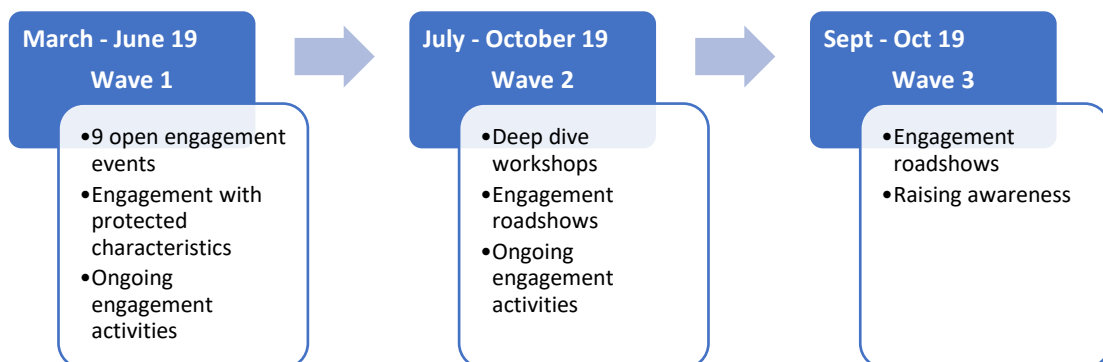 March - June 19
Wave 1
•9 open engagement
events
•Engagement with
protected
characteristics
•Ongoing
engagement
activities
July - October 19
Wave 2
•Deep dive
workshops
•Engagement
roadshows
•Ongoing
engagement
activities
Sept - Oct 19
Wave 3
•Engagement
roadshows
•Raising awareness